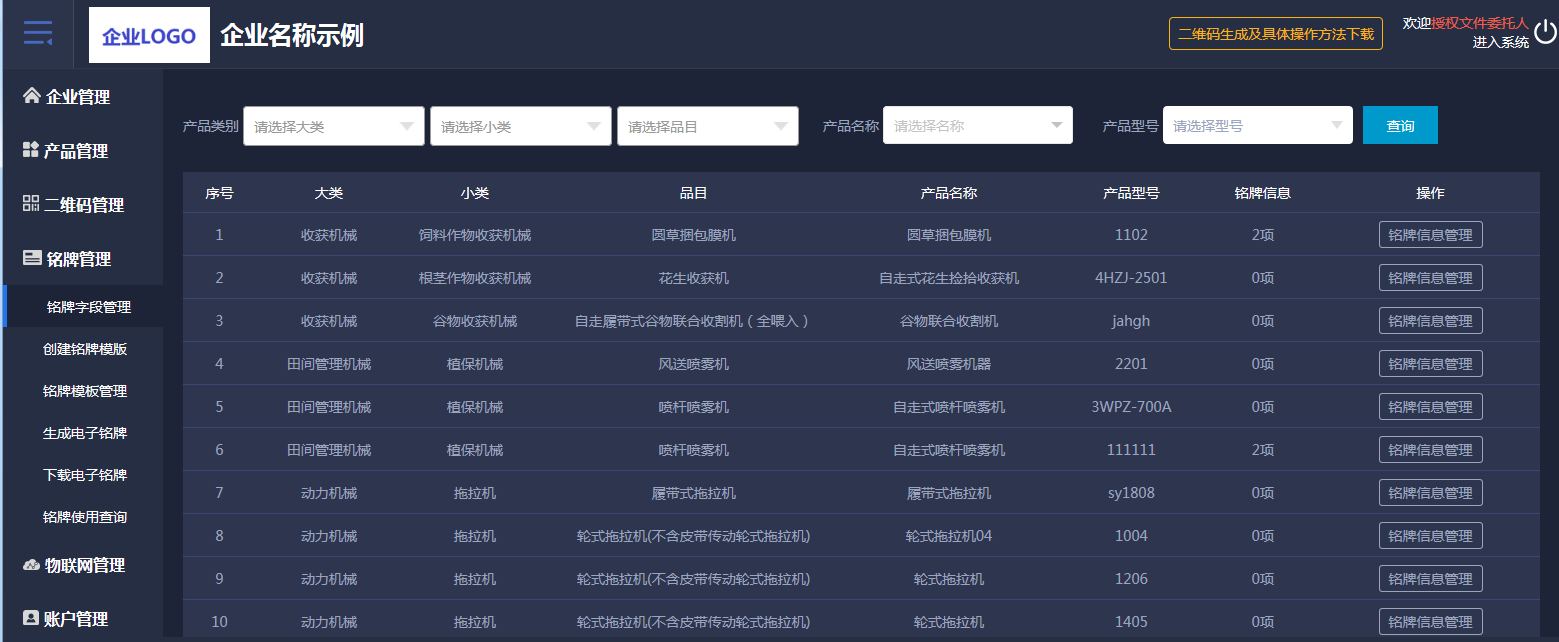 企业LOGO 企业名称示例 二维码生成及具体操作方法下载 欢迎授权文件委托人
进入系统
企业管理
产品管理
二维码管理
铭牌管理
铭牌字段管理
创建铭牌模版
铭牌模板管理
生成电子铭牌
下载电子铭牌
铭牌使用查询
物联网管理
账户管理
产品类别 请选择大类 请选择小类 请选择品目 产品名称 请选择名称 产品型号 请选择型号 查询
序号 大类 小类 品目 产品名称 产品型号 铭牌信息 操作
1 收获机械 饲料作物收获机械 圆草捆包膜机 圆草捆包膜机 1102 2项 铭牌信息管理
2 收获机械 根茎作物收获机械 花生收获机 自走式花生捡拾收获机 4HZJ-2501 0项 铭牌信息管理
3 收获机械 谷物收获机械 自走履带式谷物联合收割机（全喂入） 谷物联合收割机 jahgh 0项 铭牌信息管理
4 田间管理机械 植保机械 风送喷雾机 风送喷雾机器 2201 0项 铭牌信息管理
5 田间管理机械 植保机械 喷杆喷雾机 自走式喷杆喷雾机 3WPZ-700A 0项 铭牌信息管理
6 田间管理机械 植保机械 喷杆喷雾机 自走式喷杆喷雾机 111111 2项 铭牌信息管理
7 动力机械 拖拉机 履带式拖拉机 履带式拖拉机 sy1808 0项 铭牌信息管理
8 动力机械 拖拉机 轮式拖拉机(不含皮带传动轮式拖拉机) 轮式拖拉机04 1004 0项 铭牌信息管理
9 动力机械 拖拉机 轮式拖拉机(不含皮带传动轮式拖拉机) 轮式拖拉机 1206 0项 铭牌信息管理
10 动力机械 拖拉机 轮式拖拉机(不含皮带传动轮式拖拉机) 轮式拖拉机 1405 0项 铭牌信息管理